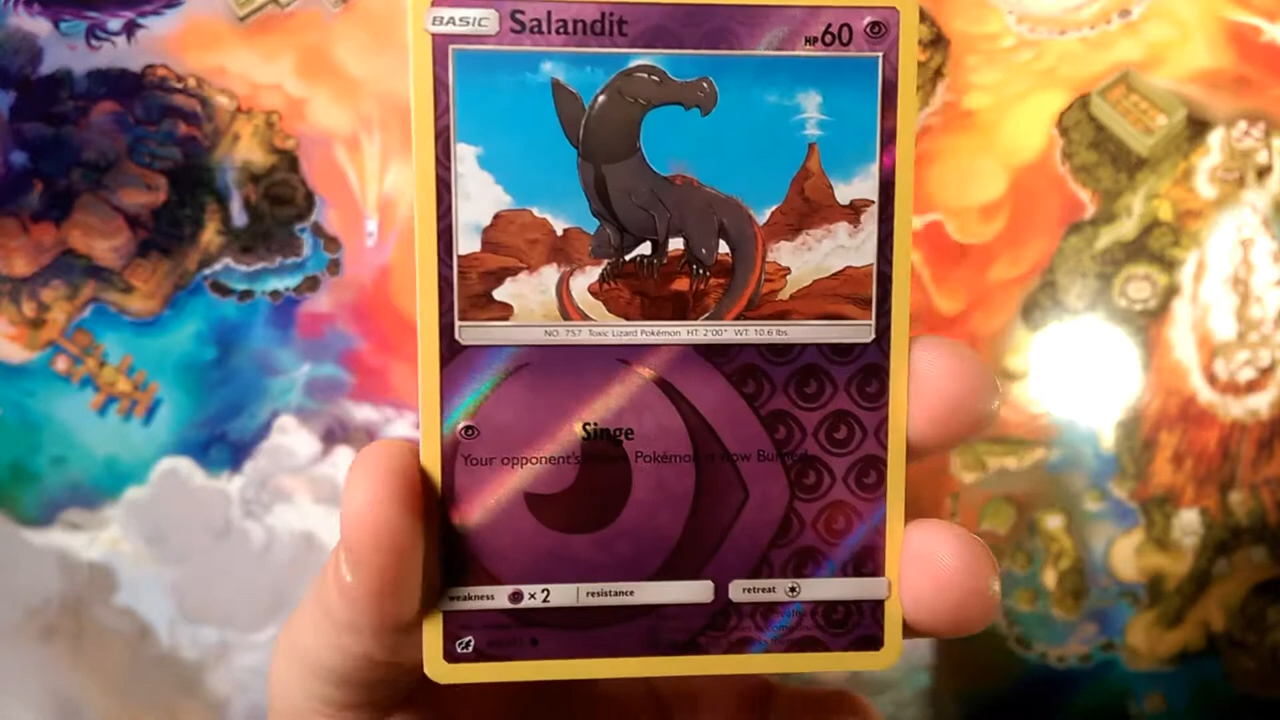 BASIC Salandit HP60
NO. 757 Toxic Lizard Pokémon HT: 2'00" WT: 10.6 lbs
Singe
Your opponent's Pokémon is now Burned.
weakness ×2 resistance retreat